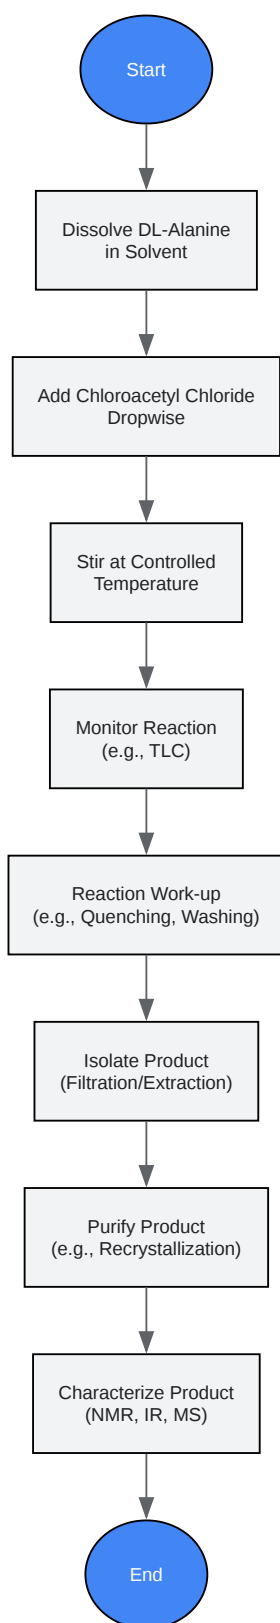 Start
Dissolve DL-Alanine
in Solvent
Add Chloroacetyl Chloride
Dropwise
Stir at Controlled
Temperature
Monitor Reaction
(e.g., TLC)
Reaction Work-up
(e.g., Quenching, Washing)
Isolate Product
(Filtration/Extraction)
Purify Product
(e.g., Recrystallization)
Characterize Product
(NMR, IR, MS)
End